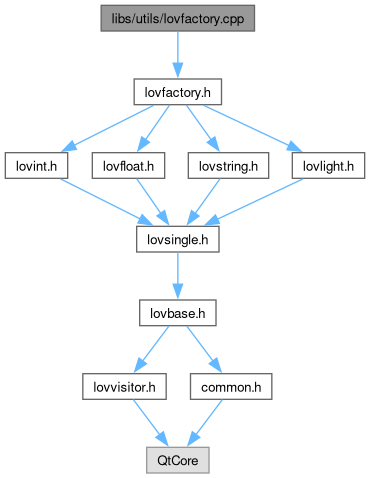 libs/utils/lovfactory.cpp
lovfactory.h
lovint.h
lovfloat.h
lovstring.h
lovlight.h
lovsingle.h
lovbase.h
lovvisitor.h
common.h
QtCore